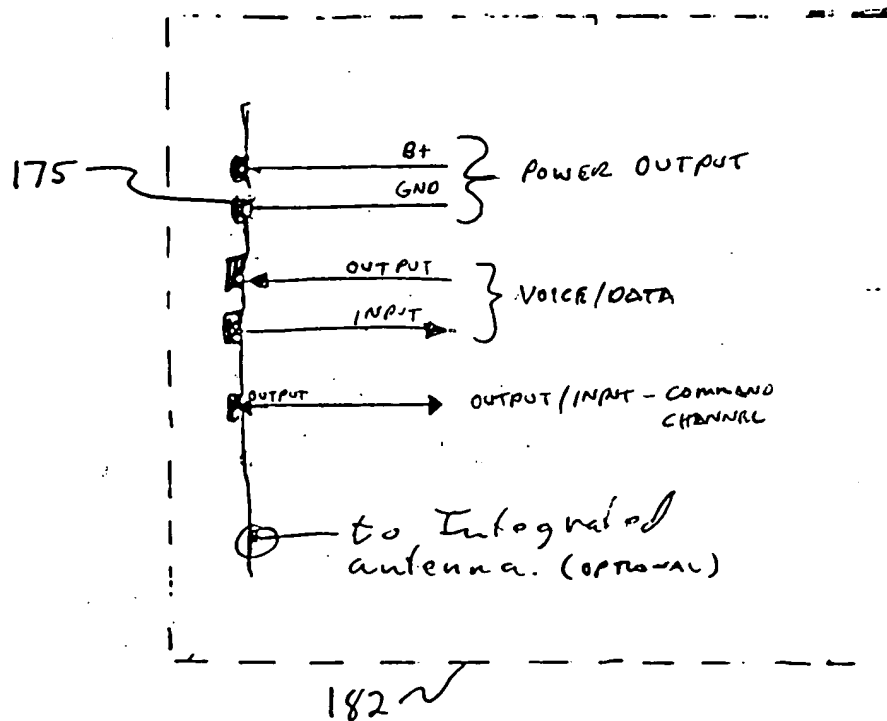 175
B+
POWER OUTPUT
GND
OUTPUT
VOICE/DATA
INPUT
OUTPUT
OUTPUT/INPUT - COMMAND
CHANNEL
to Integrated
antenna. (OPTIONAL)
182